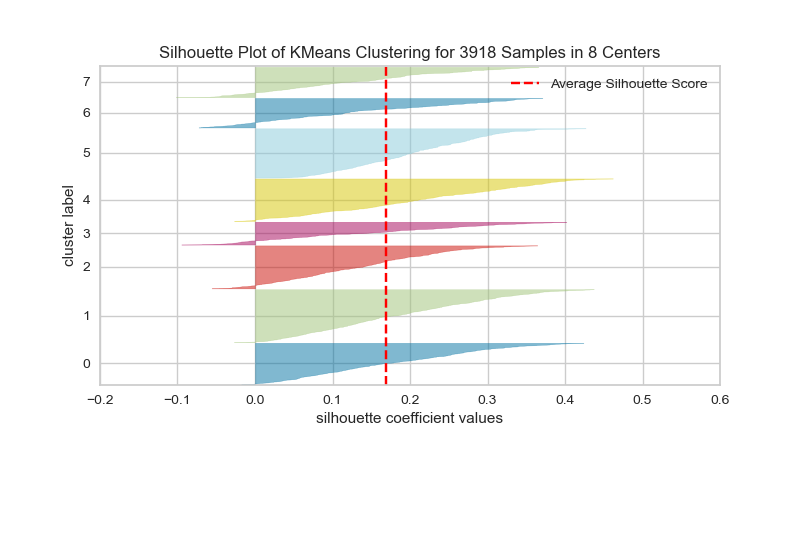 Silhouette Plot of KMeans Clustering for 3918 Samples in 8 Centers
Average Silhouette Score
cluster label
7
6
5
4
3
2
1
0
−0.2 −0.1 0.0 0.1 0.2 0.3 0.4 0.5 0.6
silhouette coefficient values